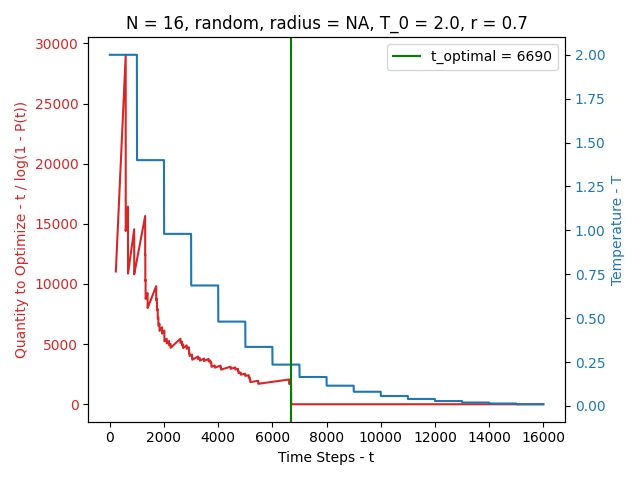 N = 16, random, radius = NA, T_0 = 2.0, r = 0.7
t_optimal = 6690
Quantity to Optimize - t / log(1 - P(t))
30000
25000
20000
15000
10000
5000
0
2.00
1.75
1.50
1.25
1.00
0.75
0.50
0.25
0.00
Temperature - T
0 2000 4000 6000 8000 10000 12000 14000 16000
Time Steps - t